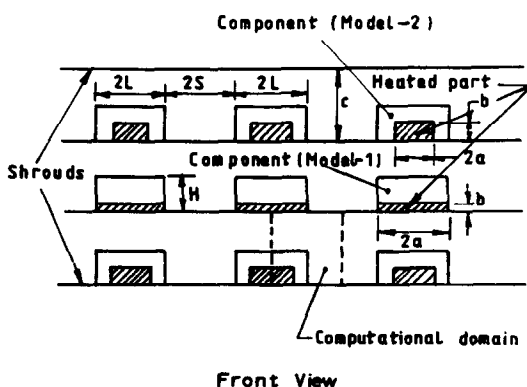 Component (Model-2)
2L 2S 2L
Heated part
c
b
2a
Component (Model-1)
Shrouds
H
b
2a
Computational domain
Front View